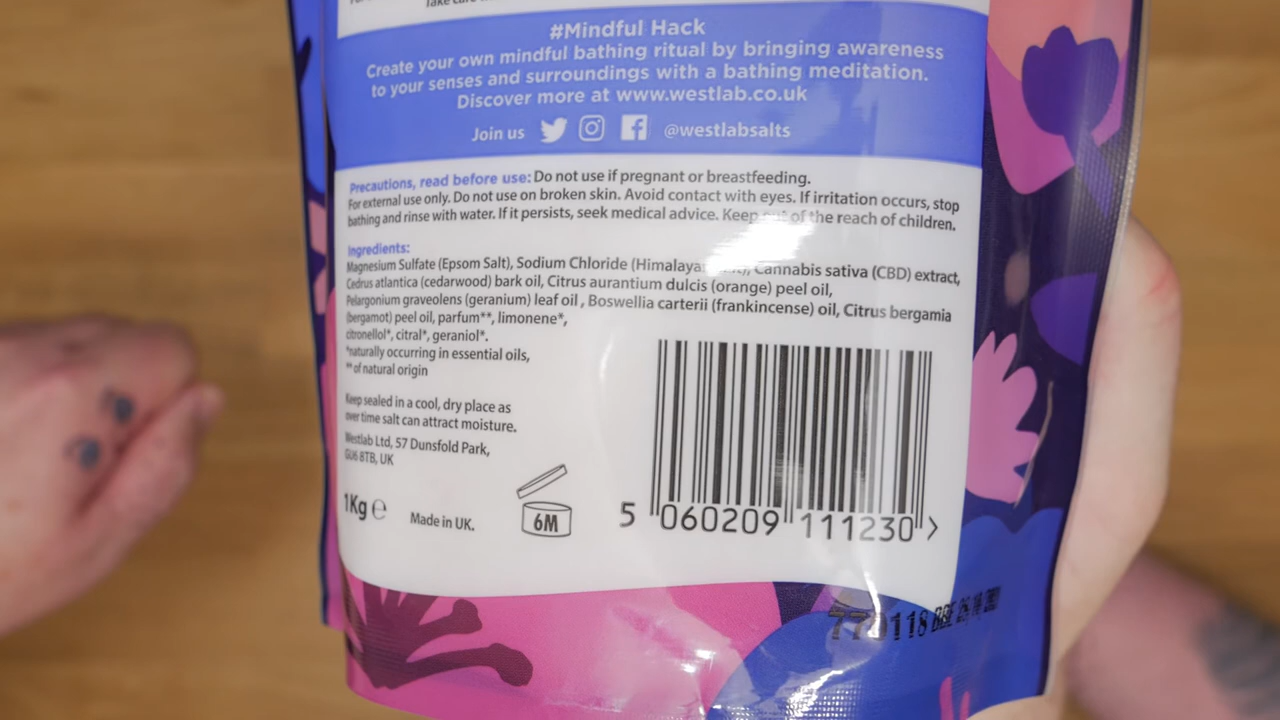 Take care
#Mindful Hack
Create your own mindful bathing ritual by bringing awareness
to your senses and surroundings with a bathing meditation.
Discover more at www.westlab.co.uk
Join us @westlabsalts
Precautions, read before use: Do not use if pregnant or breastfeeding.
For external use only. Do not use on broken skin. Avoid contact with eyes. If irritation occurs, stop
bathing and rinse with water. If it persists, seek medical advice. Keep out of the reach of children.
Ingredients:
Magnesium Sulfate (Epsom Salt), Sodium Chloride (Himalayan Salt), Cannabis sativa (CBD) extract,
Cedrus atlantica (cedarwood) bark oil, Citrus aurantium dulcis (orange) peel oil,
Pelargonium graveolens (geranium) leaf oil , Boswellia carterii (frankincense) oil, Citrus bergamia
(bergamot) peel oil, parfum**, limonene*,
citronellol*, citral*, geraniol*.
*naturally occurring in essential oils,
** of natural origin
Keep sealed in a cool, dry place as
over time salt can attract moisture.
Westlab Ltd, 57 Dunsfold Park,
GU6 8TB, UK
1Kg e
Made in UK.
6M
5 060209 111230 >
BBE